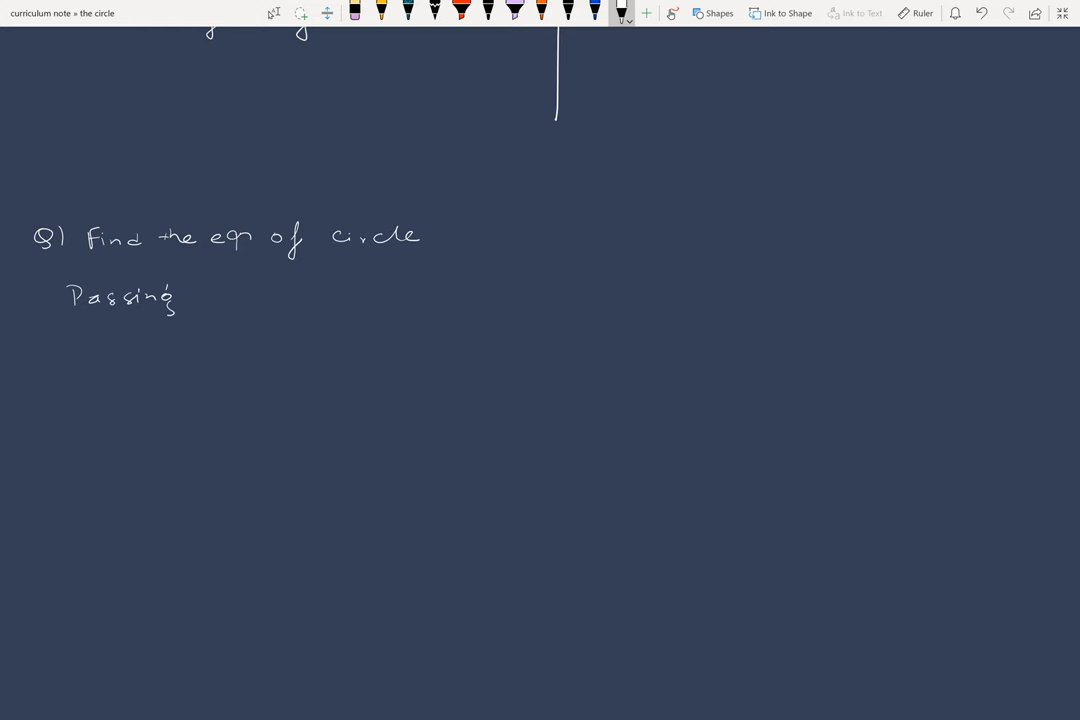 curriculum note » the circle
Shapes Ink to Shape Ink to Text Ruler
Q) Find the eqn of circle
Passing